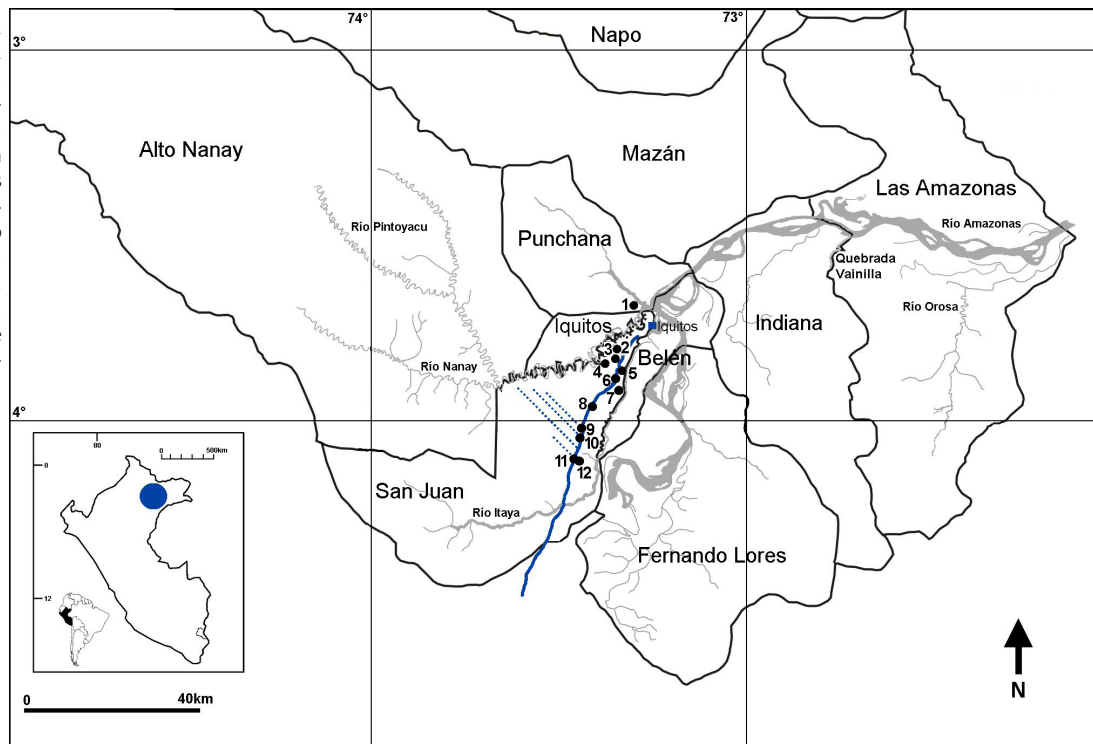 74°
73°
3°
Napo
Alto Nanay
Mazán
Las Amazonas
Río Pintoyacu
Río Amazonas
Punchana
Quebrada
Vainilla
1
Río Orosa
Iquitos
Iquitos
Indiana
3
2
Belén
4
5
Río Nanay
6
7
8
4°
9
10
11
12
80
500km
0
8
San Juan
Río Itaya
Fernando Lores
12
0
40km
N